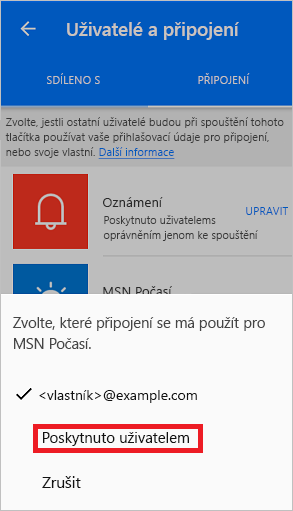 Uživatelé a připojení
SDÍLENO S
PŘIPOJENÍ
Zvolte, jestli ostatní uživatelé budou při spouštění tohoto
tlačítka používat vaše přihlašovací údaje pro připojení,
nebo svoje vlastní. Další informace
Oznámení
Poskytnuto uživatelems
oprávněním jenom ke spouštění
UPRAVIT
MSN Počasí
Zvolte, které připojení se má použít pro
MSN Počasí.
<vlastník>@example.com
Poskytnuto uživatelem
Zrušit